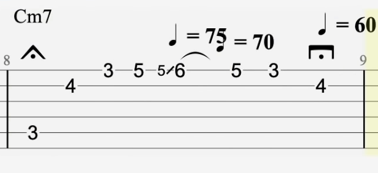 Cm7
♩ = 75 ♩ = 70 ♩ = 60
8 9
3 5 5/6 5 3
4 4
3